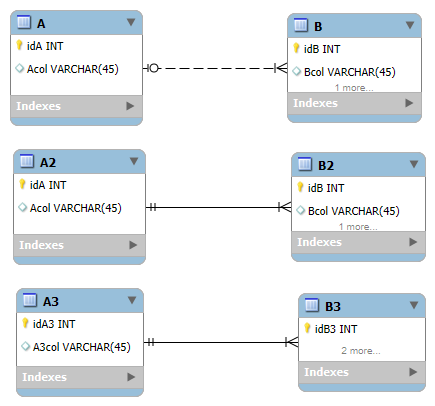 A
idA INT
Acol VARCHAR(45)
Indexes
B
idB INT
Bcol VARCHAR(45)
1 more...
Indexes
A2
idA INT
Acol VARCHAR(45)
Indexes
B2
idB INT
Bcol VARCHAR(45)
1 more...
Indexes
A3
idA3 INT
A3col VARCHAR(45)
Indexes
B3
idB3 INT
2 more...
Indexes